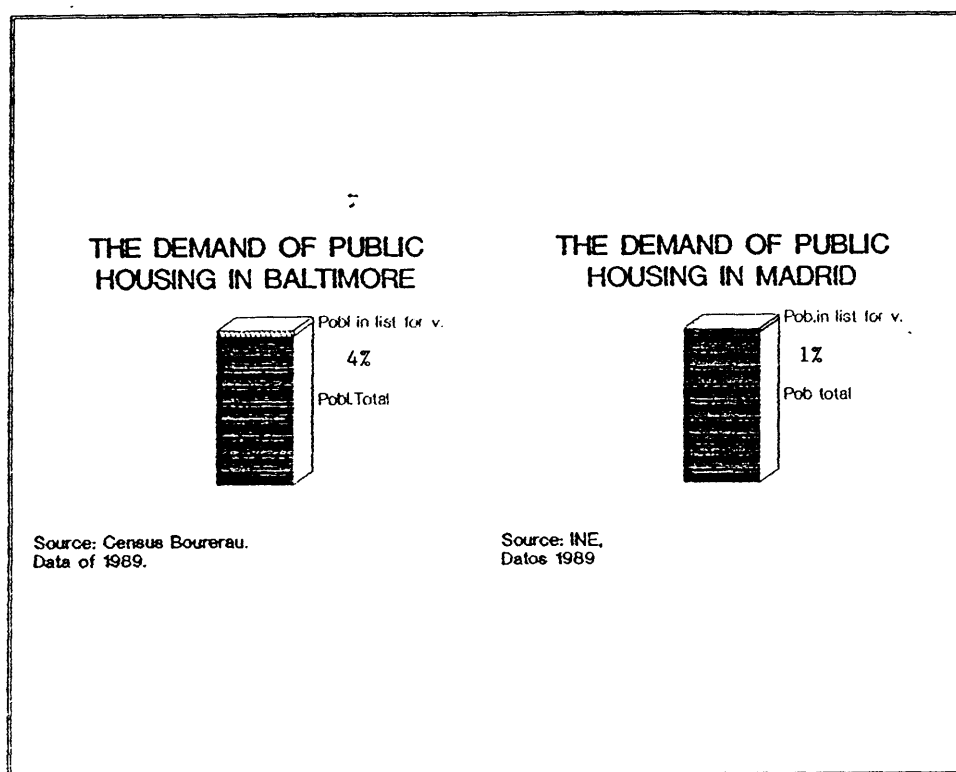 THE DEMAND OF PUBLIC
HOUSING IN BALTIMORE
Pobl in list for v.
4%
Pobl.Total
Source: Census Bourerau.
Data of 1989.
THE DEMAND OF PUBLIC
HOUSING IN MADRID
Pob.in list for v.
1%
Pob total
Source: INE,
Datos 1989